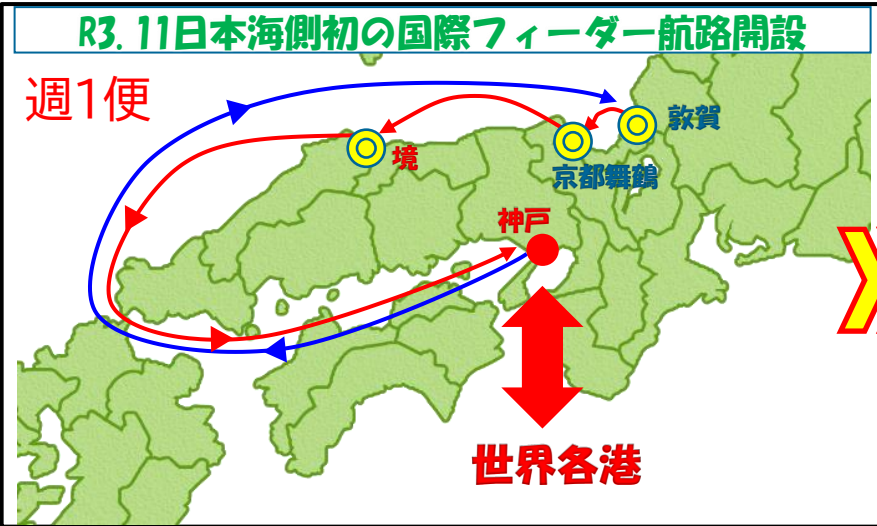 R3.11日本海側初の国際フィーダー航路開設
週1便
敦賀
境
京都舞鶴
神戸
世界各港